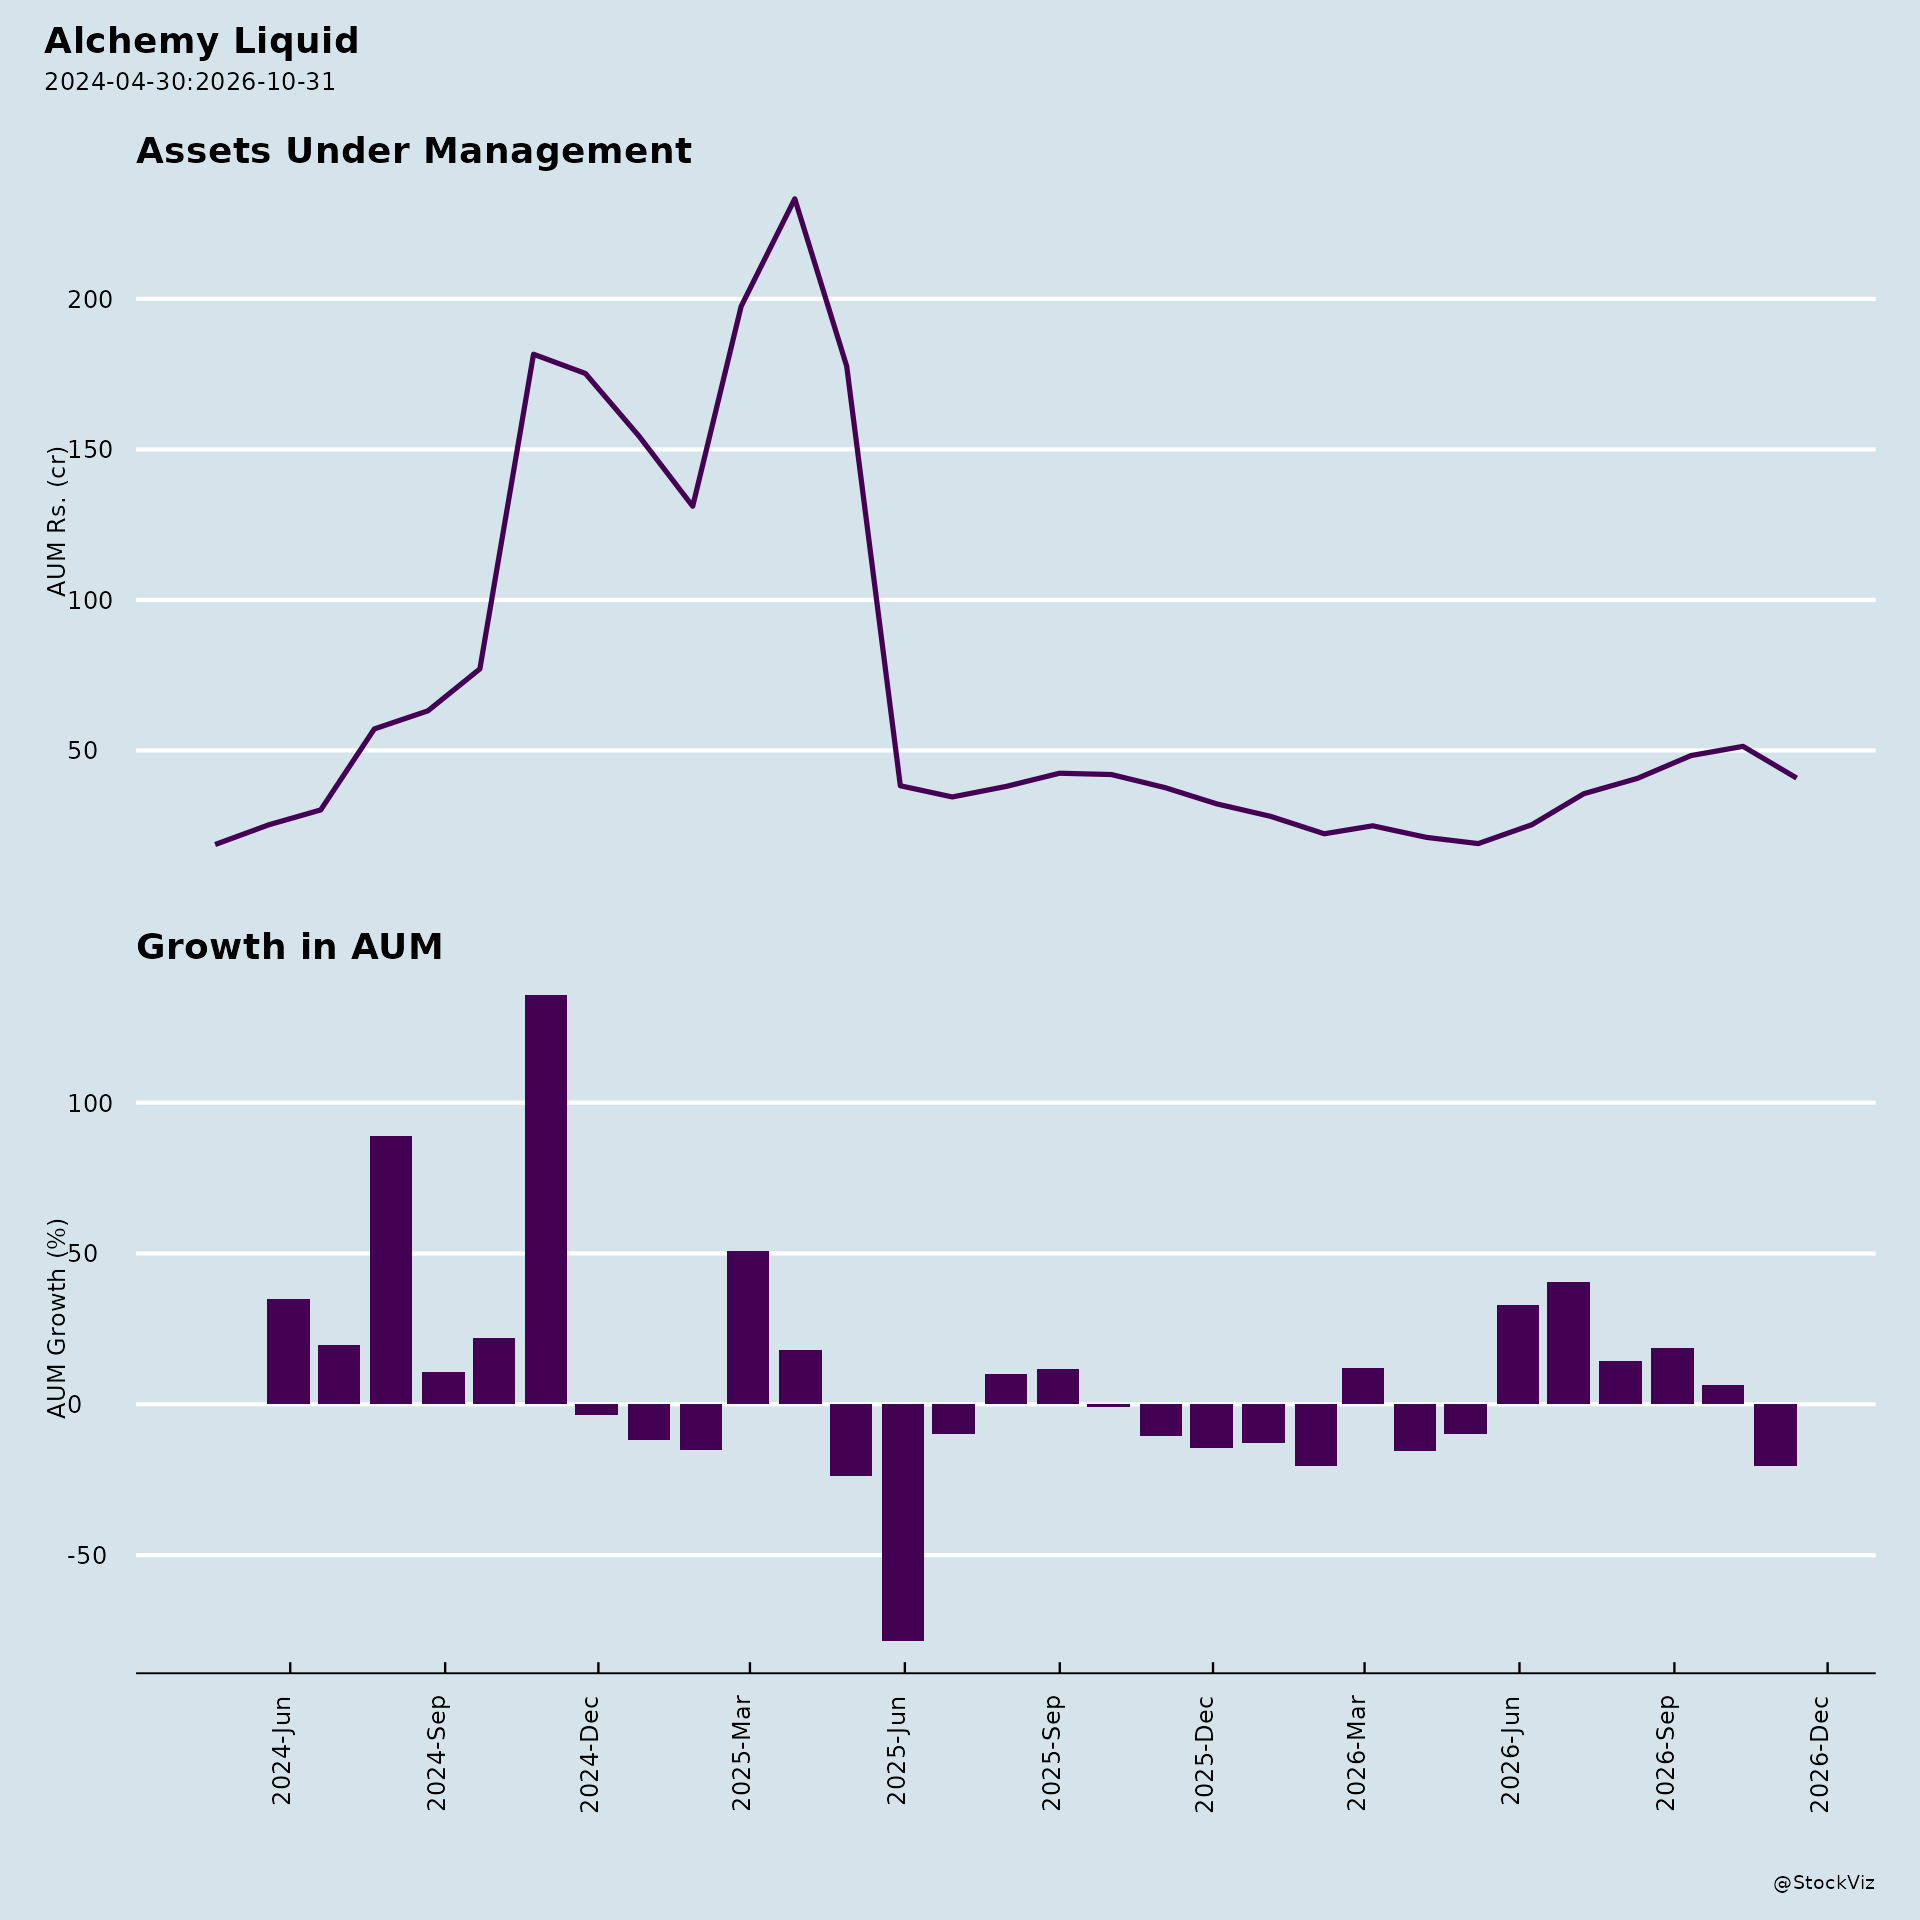 Alchemy Liquid
2024-04-30:2026-10-31
Assets Under Management
AUM Rs. (cr)
200
150
100
50
Growth in AUM
AUM Growth (%)
100
50
0
-50
2024-Jun
2024-Sep
2024-Dec
2025-Mar
2025-Jun
2025-Sep
2025-Dec
2026-Mar
2026-Jun
2026-Sep
2026-Dec
@StockViz